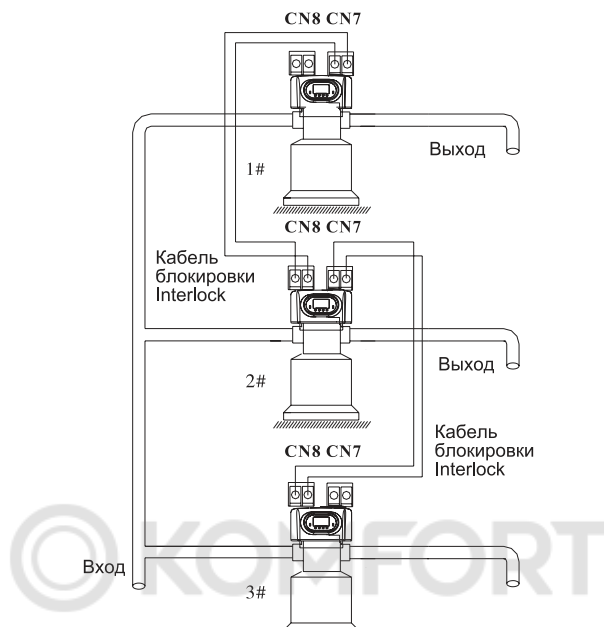 CN8 CN7
Выход
1#
CN8 CN7
Кабель
блокировки
Interlock
Выход
2#
CN8 CN7
Кабель
блокировки
Interlock
KOMFORT
Вход
3#